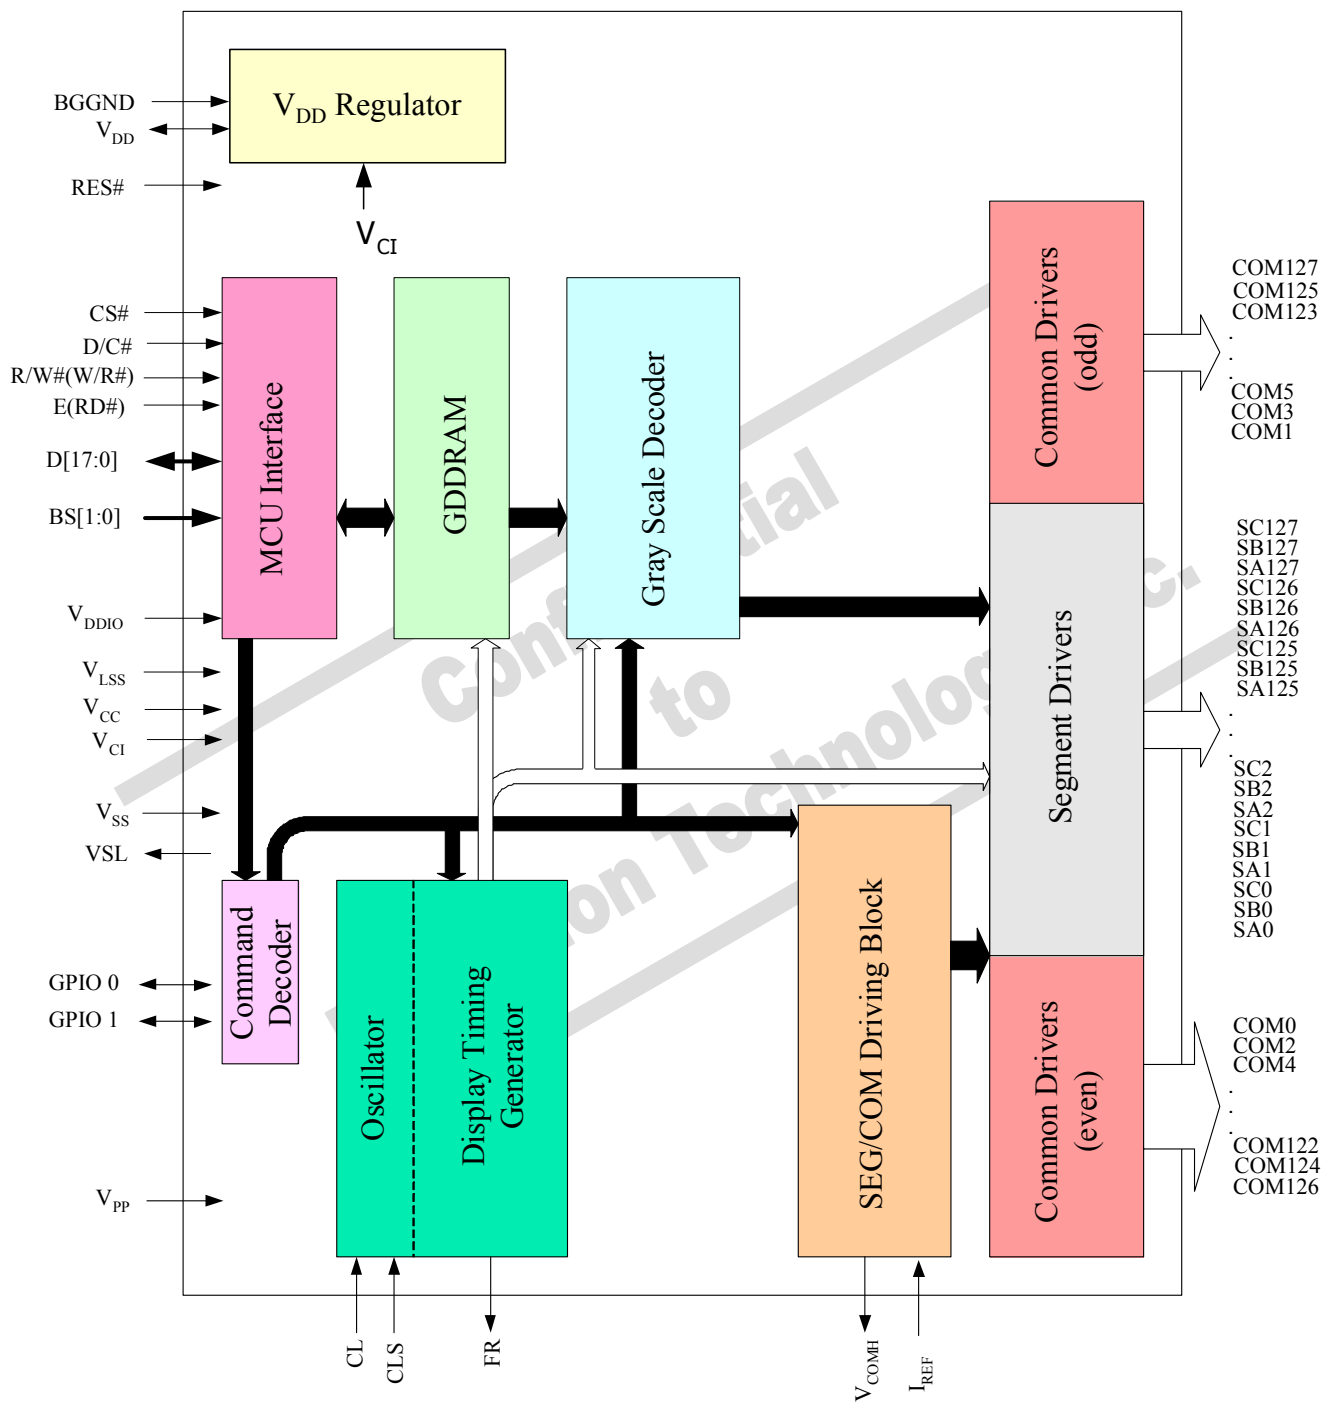 BGGND
VDD
RES#
VDD Regulator
VCI
CS#
D/C#
R/W#(W/R#)
E(RD#)
D[17:0]
BS[1:0]
VDDIO
VLSS
VCC
VCI
VSS
VSL
GPIO 0
GPIO 1
VPP
MCU Interface
GDDRAM
Gray Scale Decoder
Command
Decoder
Oscillator
Display Timing
Generator
SEG/COM Driving Block
Common Drivers
(odd)
Segment Drivers
Common Drivers
(even)
COM127
COM125
COM123
.
.
.
COM5
COM3
COM1
SC127
SB127
SA127
SC126
SB126
SA126
SC125
SB125
SA125
.
.
.
SC2
SB2
SA2
SC1
SB1
SA1
SC0
SB0
SA0
COM0
COM2
COM4
.
.
.
COM122
COM124
COM126
CL
CLS
FR
VCOMH
IREF
to